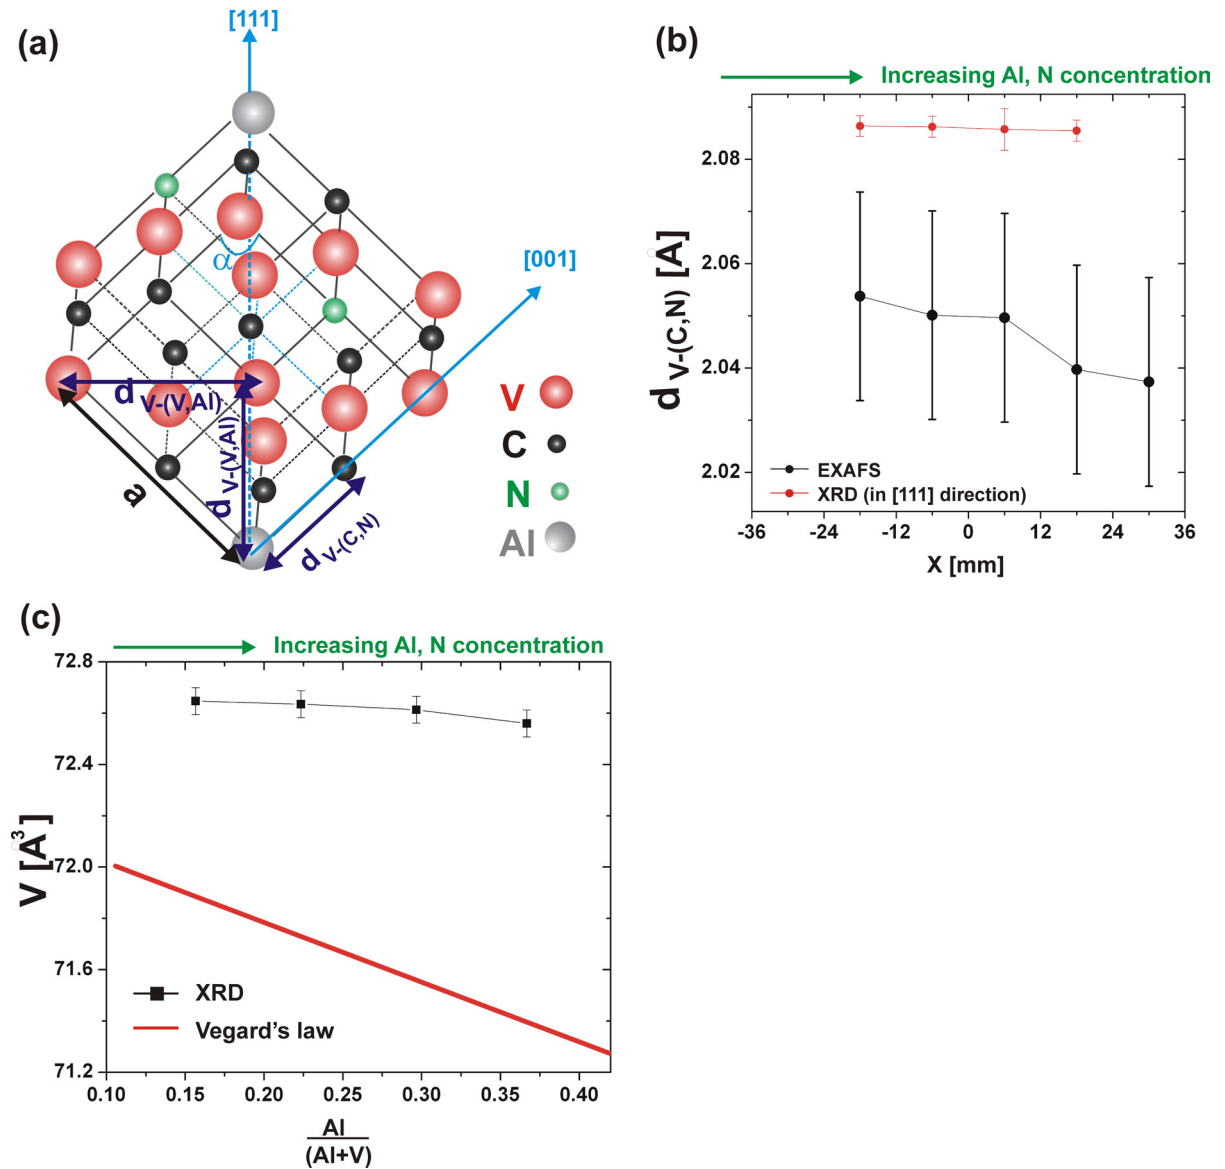 (a)
[111]
α
[001]
d V-(V,Al)
d V-(V,Al)
a
d V-(C,N)
V
C
N
Al
(b)
Increasing Al, N concentration
d V-(C,N) [Å]
2.08
2.06
2.04
2.02
EXAFS
XRD (in [111] direction)
-36 -24 -12 0 12 24 36
X [mm]
(c)
Increasing Al, N concentration
V [Å³]
72.8
72.4
72.0
71.6
71.2
XRD
Vegard's law
0.10 0.15 0.20 0.25 0.30 0.35 0.40
Al
(Al+V)